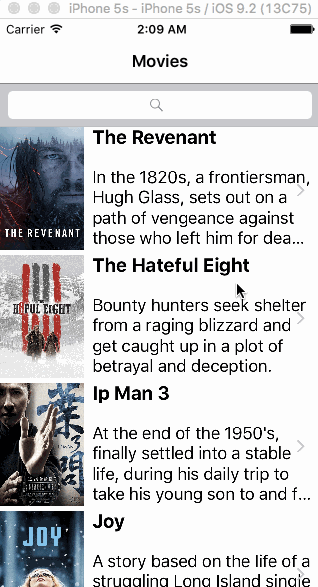 iPhone 5s - iPhone 5s / iOS 9.2 (13C75)
Carrier 2:09 AM
Movies
The Revenant
In the 1820s, a frontiersman,
Hugh Glass, sets out on a
path of vengeance against
those who left him for dea...
THE REVENANT
The Hateful Eight
Bounty hunters seek shelter
from a raging blizzard and
get caught up in a plot of
betrayal and deception.
Ip Man 3
At the end of the 1950's,
finally settled into a stable
life, during his daily trip to
take his young son to and f...
葉
問
Joy
A story based on the life of a
struggling Long Island single
JOY